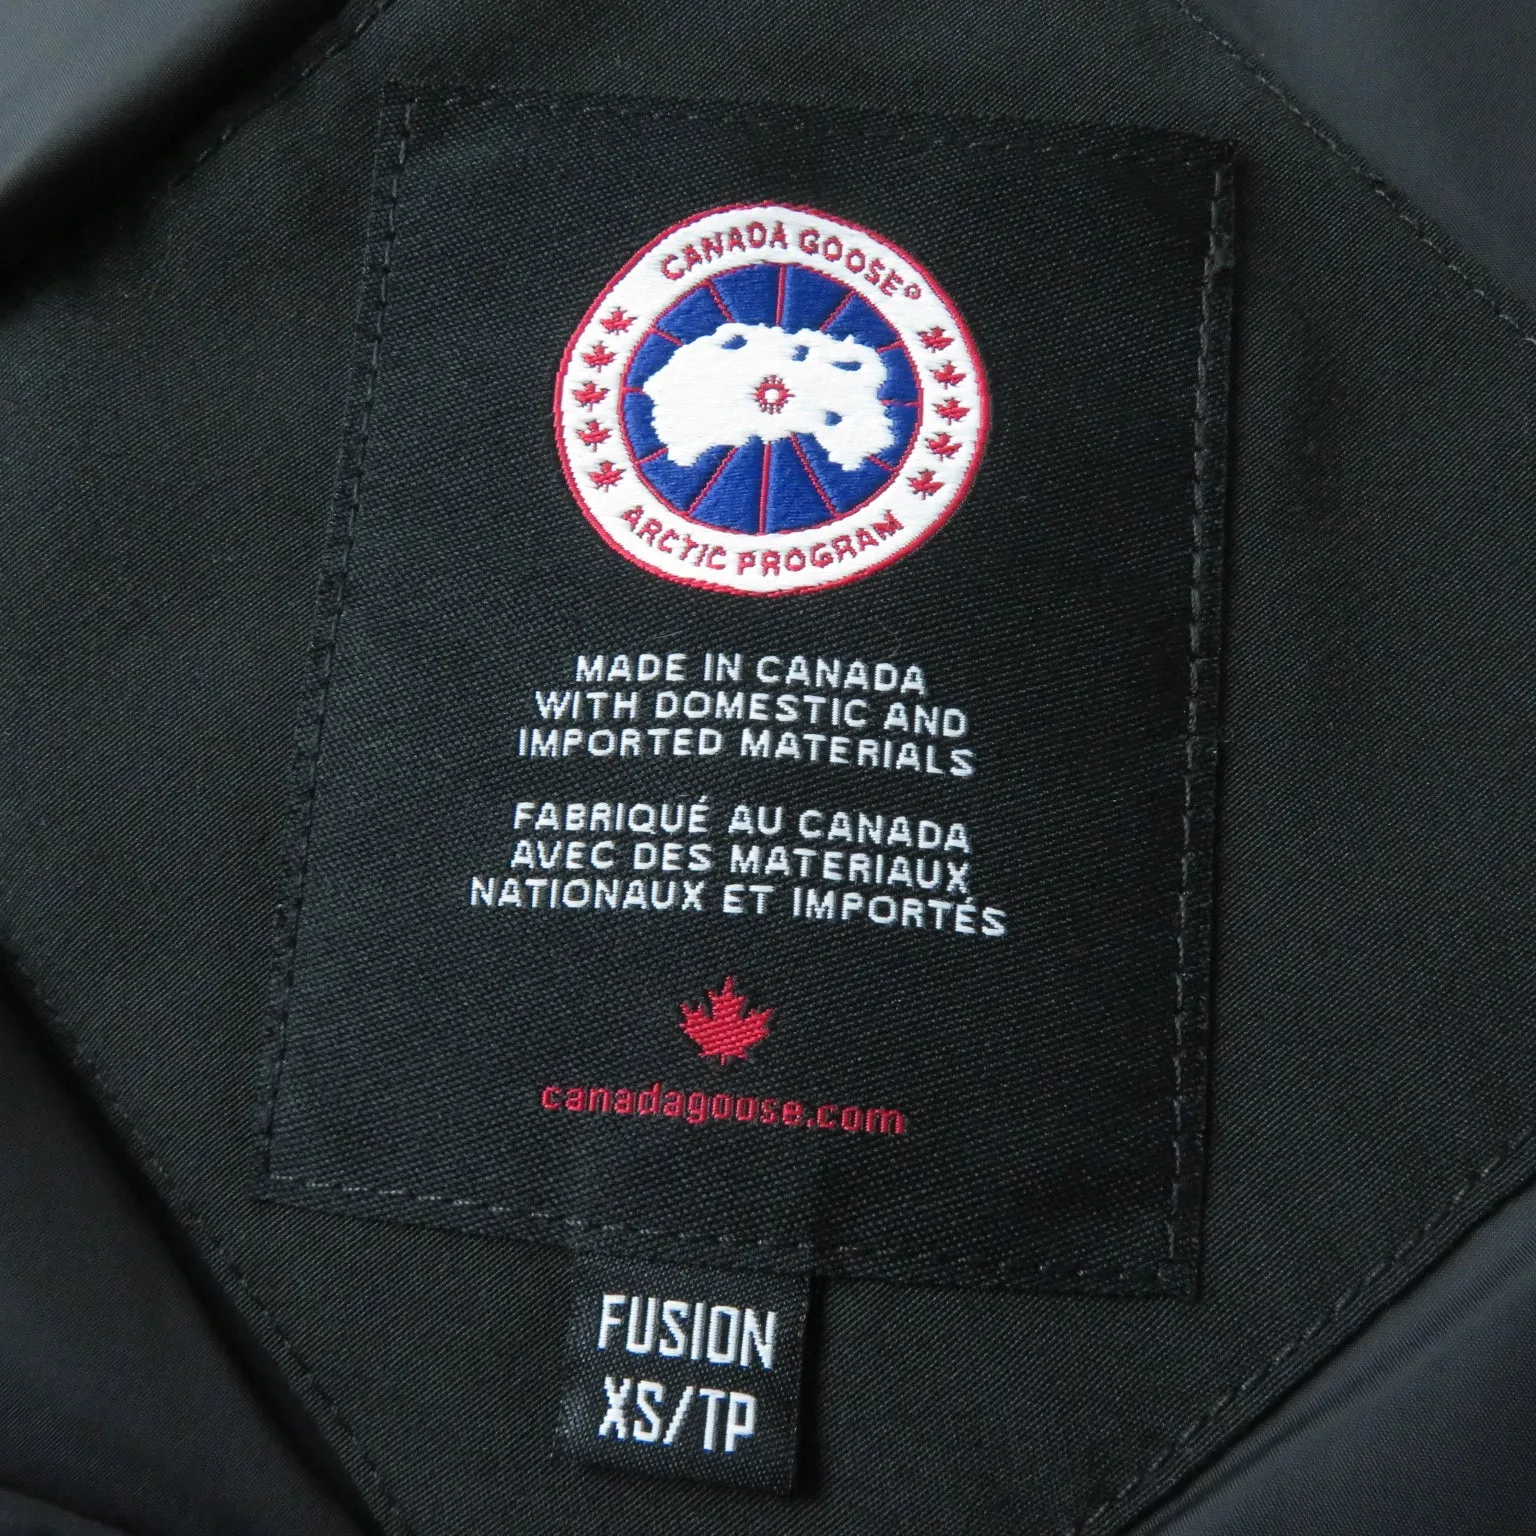 CANADA GOOSE®
ARCTIC PROGRAM
MADE IN CANADA
WITH DOMESTIC AND
IMPORTED MATERIALS
FABRIQUÉ AU CANADA
AVEC DES MATERIAUX
NATIONAUX ET IMPORTÉS
canadagoose.com
FUSION
XS/TP